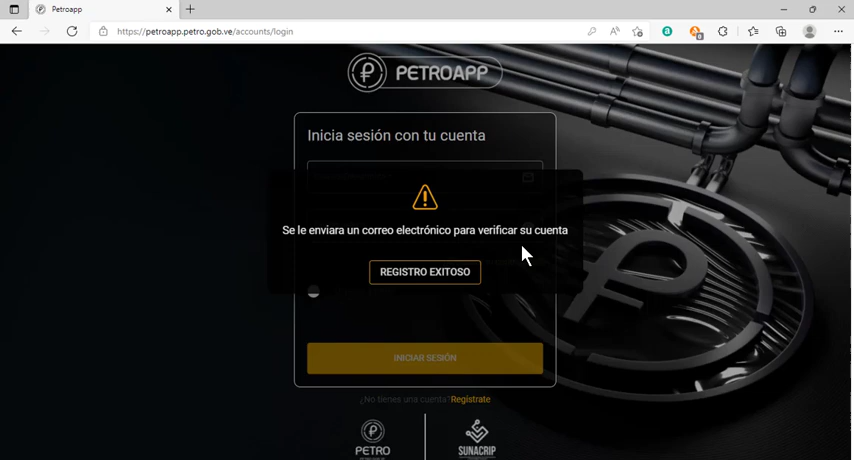 Petroapp
https://petroapp.petro.gob.ve/accounts/login
PETROAPP
Inicia sesión con tu cuenta
Se le enviara un correo electrónico para verificar su cuenta
REGISTRO EXITOSO
INICIAR SESIÓN
¿No tienes una cuenta?Regístrate
PETRO
SUNACRIP